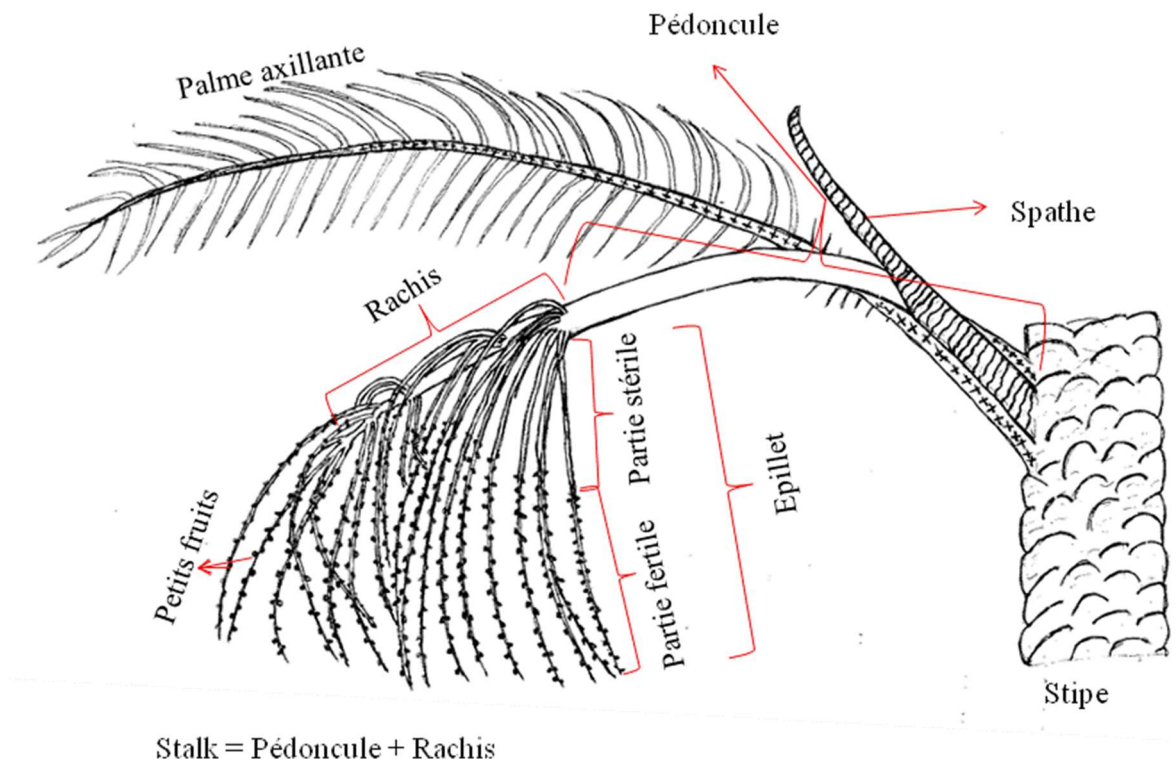 Pédoncule
Palme axillante
Spathe
Rachis
Partie stérile
Epillet
Petits fruits
Partie fertile
Stipe
Stalk = Pédoncule + Rachis